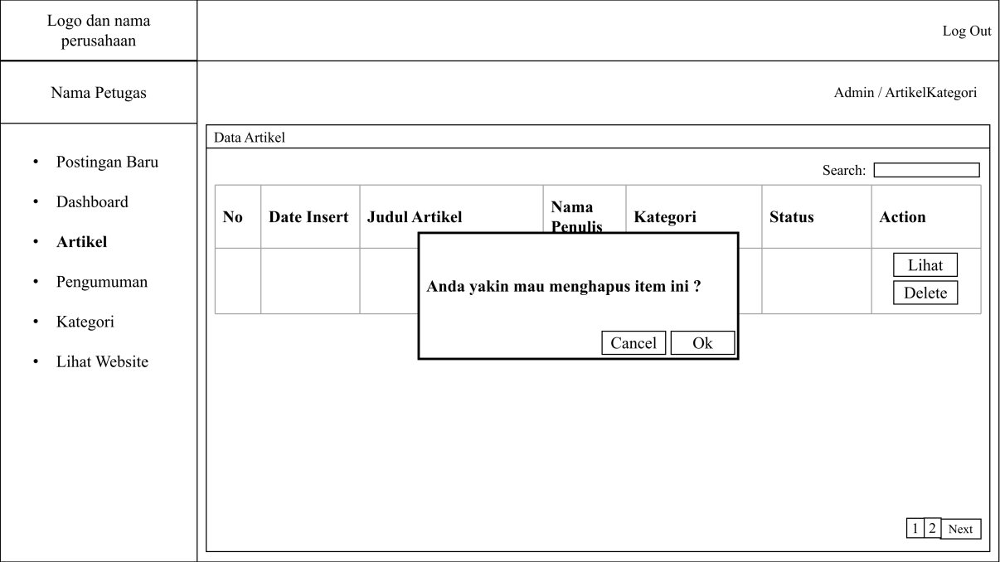 Logo dan nama
perusahaan
Log Out
Nama Petugas
Admin / ArtikelKategori
• Postingan Baru
• Dashboard
• Artikel
• Pengumuman
• Kategori
• Lihat Website
Data Artikel
Search:
No
Date Insert
Judul Artikel
Nama
Penulis
Kategori
Status
Action
Lihat
Delete
Anda yakin mau menghapus item ini ?
Cancel
Ok
1
2
Next